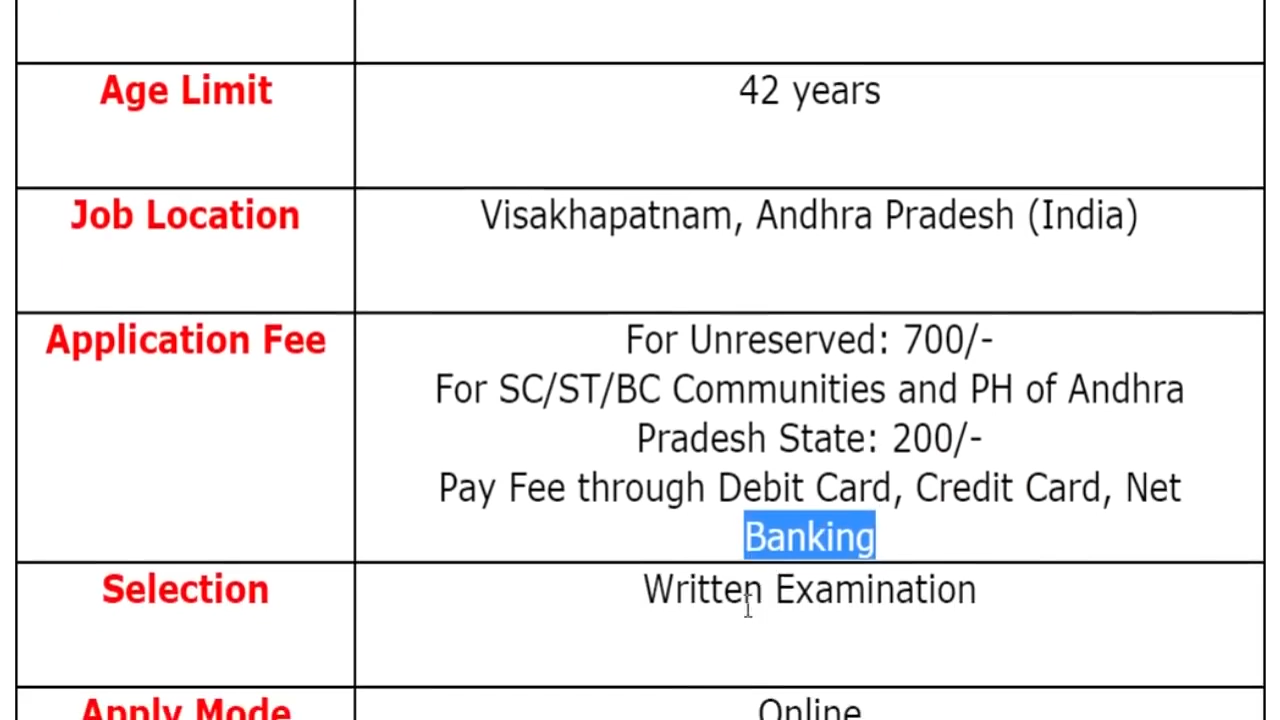 Age Limit
42 years
Job Location
Visakhapatnam, Andhra Pradesh (India)
Application Fee
For Unreserved: 700/-
For SC/ST/BC Communities and PH of Andhra
Pradesh State: 200/-
Pay Fee through Debit Card, Credit Card, Net
Banking
Selection
Written Examination
Apply Mode
Online